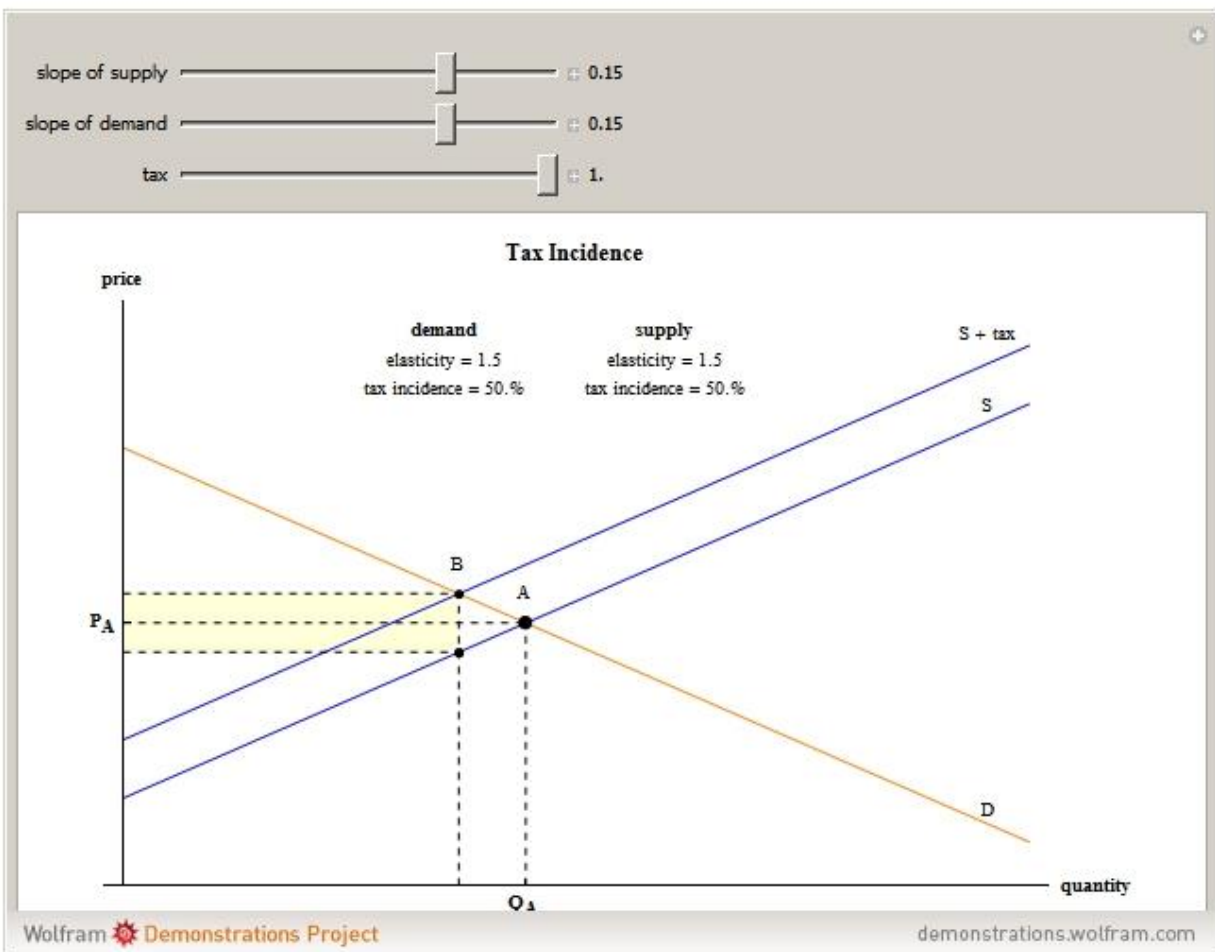 slope of supply 0.15
slope of demand 0.15
tax 1.
Tax Incidence
price
demand supply
elasticity = 1.5 elasticity = 1.5
tax incidence = 50.% tax incidence = 50.%
S + tax
S
B
A
PA
D
quantity
QA
Wolfram Demonstrations Project demonstrations.wolfram.com